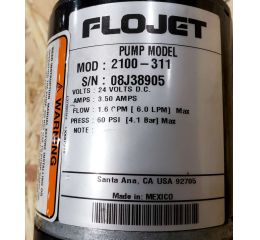 FLOJET
PUMP MODEL
MOD : 2100-311
S/N : 08J38905
VOLTS : 24 VOLTS D.C.
AMPS : 3.50 AMPS
FLOW : 1.6 GPM [ 6.0 LPM] Max
PRESS : 60 PSI [4.1 Bar] Max
NOTE :
Santa Ana, CA USA 92705
Made in: MEXICO
WARNING